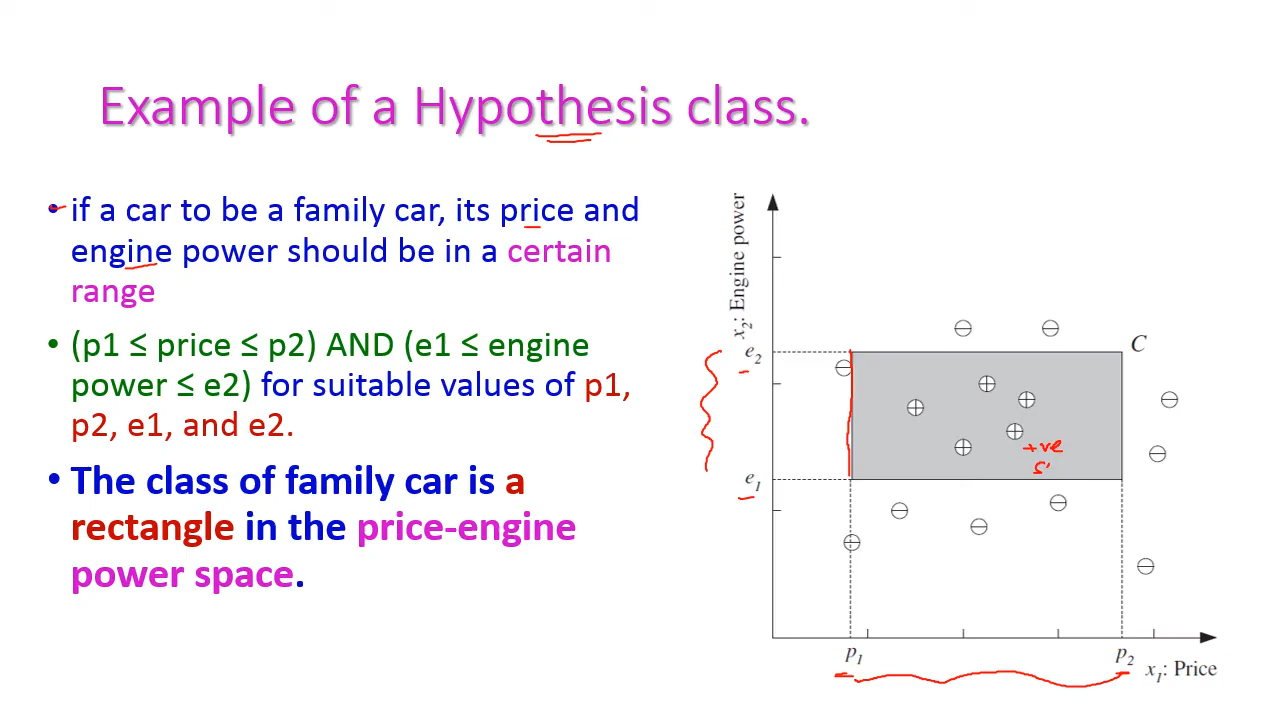 Example of a Hypothesis class.
• if a car to be a family car, its price and
engine power should be in a certain
range
• (p1 ≤ price ≤ p2) AND (e1 ≤ engine
power ≤ e2) for suitable values of p1,
p2, e1, and e2.
• The class of family car is a
rectangle in the price-engine
power space.
x₂: Engine power
C
e₂
+ve
e₁
p₁
p₂
x₁: Price